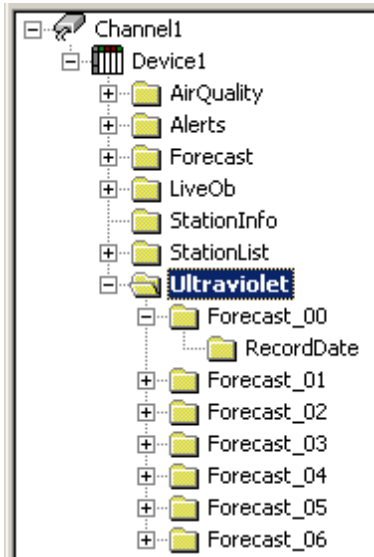 Channel1
Device1
AirQuality
Alerts
Forecast
LiveOb
StationInfo
StationList
Ultraviolet
Forecast_00
RecordDate
Forecast_01
Forecast_02
Forecast_03
Forecast_04
Forecast_05
Forecast_06